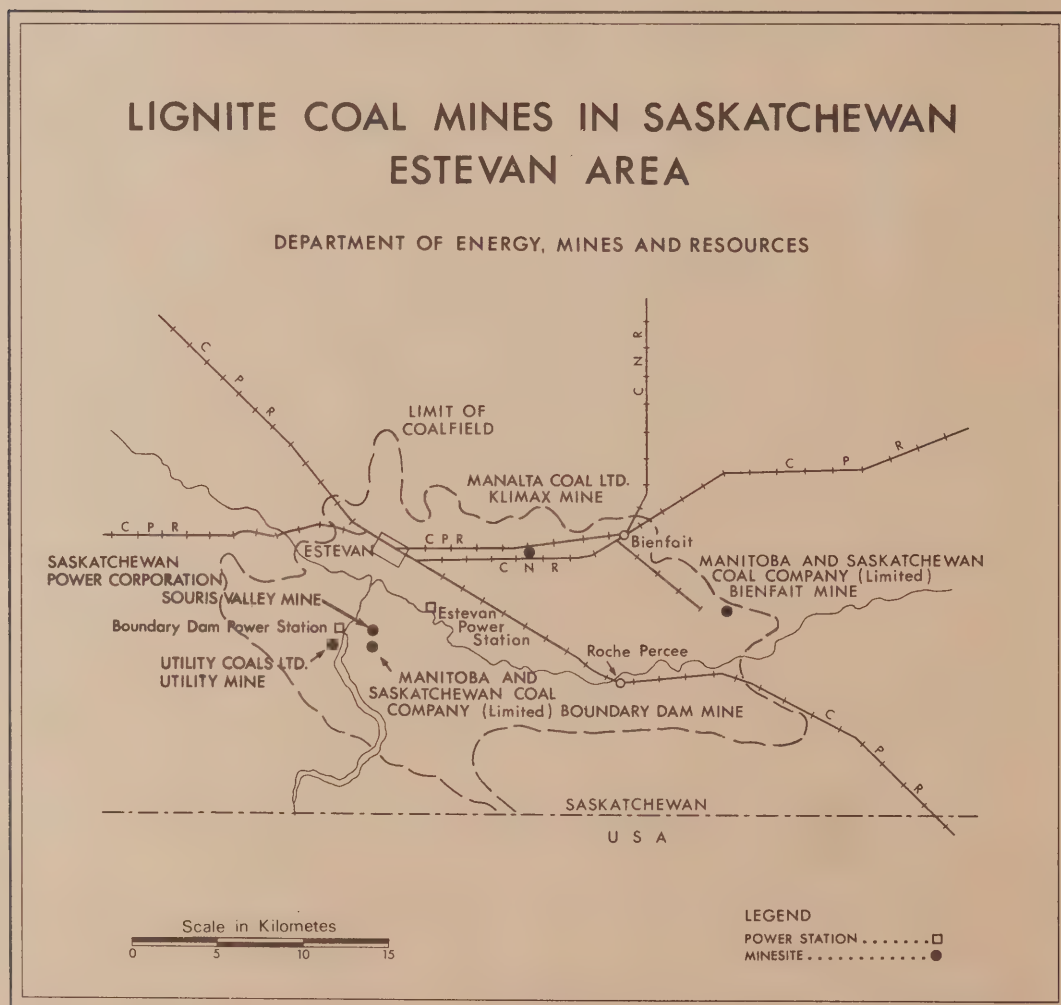 LIGNITE COAL MINES IN SASKATCHEWAN
ESTEVAN AREA
DEPARTMENT OF ENERGY, MINES AND RESOURCES
C P R
C N R
LIMIT OF
COALFIELD
C P R
MANALTA COAL LTD.
KLIMAX MINE
C P R
ESTEVAN
C P R
C N R
Bienfait
SASKATCHEWAN
POWER CORPORATION
SOURIS VALLEY MINE
MANITOBA AND SASKATCHEWAN
COAL COMPANY (Limited)
BIENFAIT MINE
Boundary Dam Power Station
Estevan
Power
Station
UTILITY COALS LTD.
UTILITY MINE
Roche Percee
MANITOBA AND
SASKATCHEWAN COAL
COMPANY (Limited) BOUNDARY DAM MINE
C P R
SASKATCHEWAN
U S A
Scale in Kilometes
0 5 10 15
LEGEND
POWER STATION .......
MINESITE ............